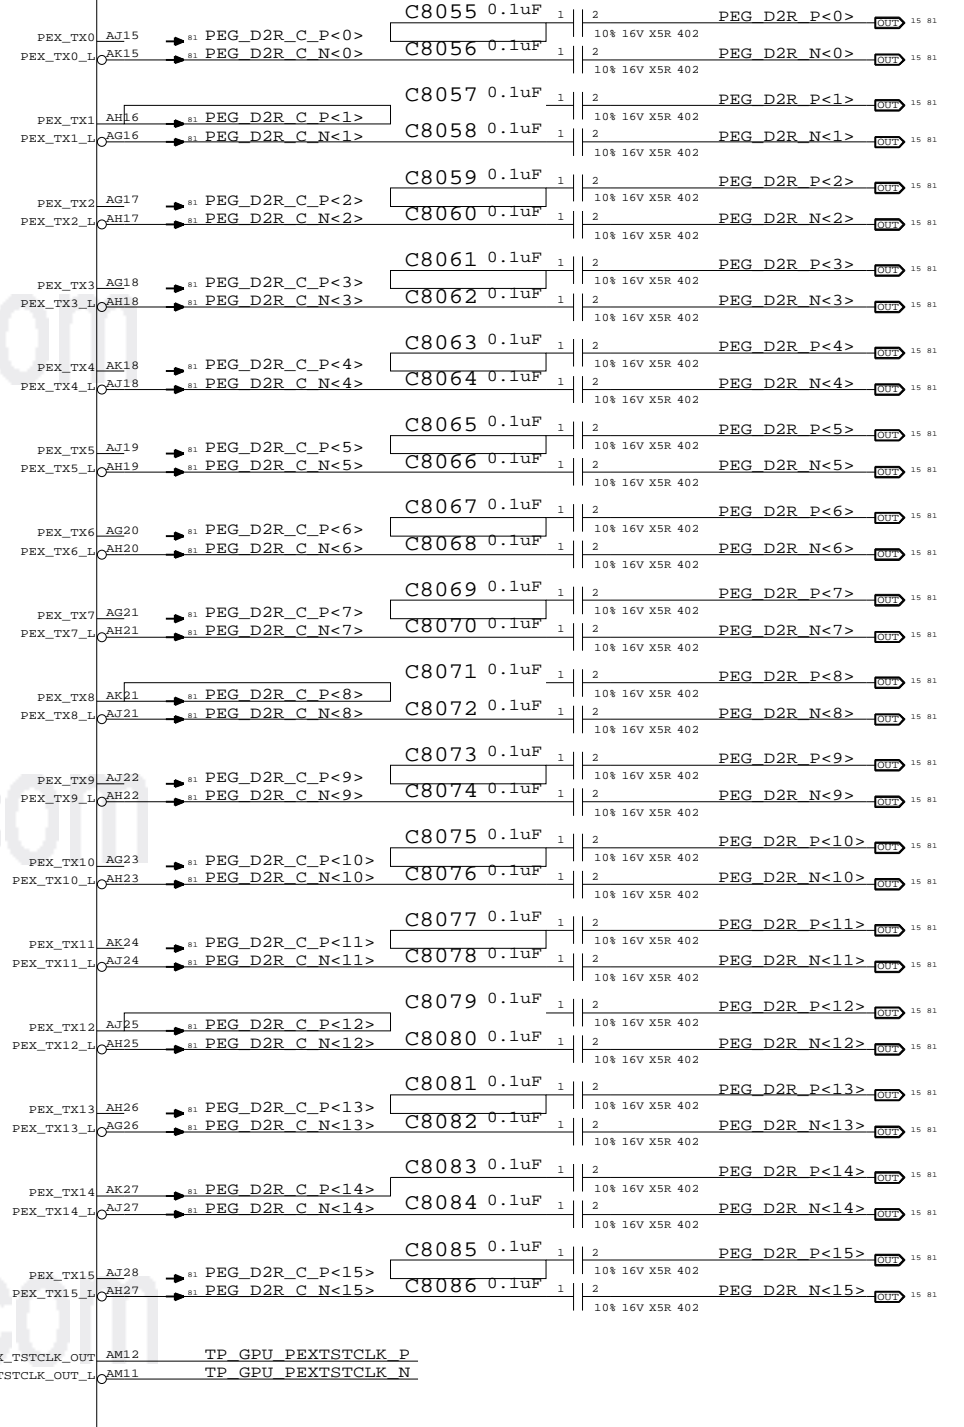 C8055 0.1uF 1 2 PEG_D2R_P<0> OUT 15 81
PEX_TX0 AJ15 81 PEG_D2R_C_P<0> 10% 16V X5R 402
PEX_TX0_L AK15 81 PEG_D2R_C_N<0> C8056 0.1uF 1 2 PEG_D2R_N<0> OUT 15 81
10% 16V X5R 402
C8057 0.1uF 1 2 PEG_D2R_P<1> OUT 15 81
PEX_TX1 AH16 81 PEG_D2R_C_P<1> 10% 16V X5R 402
PEX_TX1_L AG16 81 PEG_D2R_C_N<1> C8058 0.1uF 1 2 PEG_D2R_N<1> OUT 15 81
10% 16V X5R 402
C8059 0.1uF 1 2 PEG_D2R_P<2> OUT 15 81
PEX_TX2 AG17 81 PEG_D2R_C_P<2> 10% 16V X5R 402
PEX_TX2_L AH17 81 PEG_D2R_C_N<2> C8060 0.1uF 1 2 PEG_D2R_N<2> OUT 15 81
10% 16V X5R 402
C8061 0.1uF 1 2 PEG_D2R_P<3> OUT 15 81
PEX_TX3 AG18 81 PEG_D2R_C_P<3> 10% 16V X5R 402
PEX_TX3_L AH18 81 PEG_D2R_C_N<3> C8062 0.1uF 1 2 PEG_D2R_N<3> OUT 15 81
10% 16V X5R 402
com
C8063 0.1uF 1 2 PEG_D2R_P<4> OUT 15 81
PEX_TX4 AK18 81 PEG_D2R_C_P<4> 10% 16V X5R 402
PEX_TX4_L AJ18 81 PEG_D2R_C_N<4> C8064 0.1uF 1 2 PEG_D2R_N<4> OUT 15 81
10% 16V X5R 402
C8065 0.1uF 1 2 PEG_D2R_P<5> OUT 15 81
PEX_TX5 AJ19 81 PEG_D2R_C_P<5> 10% 16V X5R 402
PEX_TX5_L AH19 81 PEG_D2R_C_N<5> C8066 0.1uF 1 2 PEG_D2R_N<5> OUT 15 81
10% 16V X5R 402
C8067 0.1uF 1 2 PEG_D2R_P<6> OUT 15 81
PEX_TX6 AG20 81 PEG_D2R_C_P<6> 10% 16V X5R 402
PEX_TX6_L AH20 81 PEG_D2R_C_N<6> C8068 0.1uF 1 2 PEG_D2R_N<6> OUT 15 81
10% 16V X5R 402
C8069 0.1uF 1 2 PEG_D2R_P<7> OUT 15 81
PEX_TX7 AG21 81 PEG_D2R_C_P<7> 10% 16V X5R 402
PEX_TX7_L AH21 81 PEG_D2R_C_N<7> C8070 0.1uF 1 2 PEG_D2R_N<7> OUT 15 81
10% 16V X5R 402
C8071 0.1uF 1 2 PEG_D2R_P<8> OUT 15 81
PEX_TX8 AK21 81 PEG_D2R_C_P<8> 10% 16V X5R 402
PEX_TX8_L AJ21 81 PEG_D2R_C_N<8> C8072 0.1uF 1 2 PEG_D2R_N<8> OUT 15 81
10% 16V X5R 402
C8073 0.1uF 1 2 PEG_D2R_P<9> OUT 15 81
PEX_TX9 AJ22 81 PEG_D2R_C_P<9> 10% 16V X5R 402
PEX_TX9_L AH22 81 PEG_D2R_C_N<9> C8074 0.1uF 1 2 PEG_D2R_N<9> OUT 15 81
10% 16V X5R 402
.com
C8075 0.1uF 1 2 PEG_D2R_P<10> OUT 15 81
PEX_TX10 AG23 81 PEG_D2R_C_P<10> 10% 16V X5R 402
PEX_TX10_L AH23 81 PEG_D2R_C_N<10> C8076 0.1uF 1 2 PEG_D2R_N<10> OUT 15 81
10% 16V X5R 402
C8077 0.1uF 1 2 PEG_D2R_P<11> OUT 15 81
PEX_TX11 AK24 81 PEG_D2R_C_P<11> 10% 16V X5R 402
PEX_TX11_L AJ24 81 PEG_D2R_C_N<11> C8078 0.1uF 1 2 PEG_D2R_N<11> OUT 15 81
10% 16V X5R 402
C8079 0.1uF 1 2 PEG_D2R_P<12> OUT 15 81
PEX_TX12 AJ25 81 PEG_D2R_C_P<12> 10% 16V X5R 402
PEX_TX12_L AH25 81 PEG_D2R_C_N<12> C8080 0.1uF 1 2 PEG_D2R_N<12> OUT 15 81
10% 16V X5R 402
C8081 0.1uF 1 2 PEG_D2R_P<13> OUT 15 81
PEX_TX13 AH26 81 PEG_D2R_C_P<13> 10% 16V X5R 402
PEX_TX13_L AG26 81 PEG_D2R_C_N<13> C8082 0.1uF 1 2 PEG_D2R_N<13> OUT 15 81
10% 16V X5R 402
C8083 0.1uF 1 2 PEG_D2R_P<14> OUT 15 81
PEX_TX14 AK27 81 PEG_D2R_C_P<14> 10% 16V X5R 402
PEX_TX14_L AJ27 81 PEG_D2R_C_N<14> C8084 0.1uF 1 2 PEG_D2R_N<14> OUT 15 81
10% 16V X5R 402
C8085 0.1uF 1 2 PEG_D2R_P<15> OUT 15 81
PEX_TX15 AJ28 81 PEG_D2R_C_P<15> 10% 16V X5R 402
PEX_TX15_L AH27 81 PEG_D2R_C_N<15> C8086 0.1uF 1 2 PEG_D2R_N<15> OUT 15 81
10% 16V X5R 402
com
X_TSTCLK_OUT AM12 TP_GPU_PEXTSTCLK_P
TSTCLK_OUT_L AM11 TP_GPU_PEXTSTCLK_N